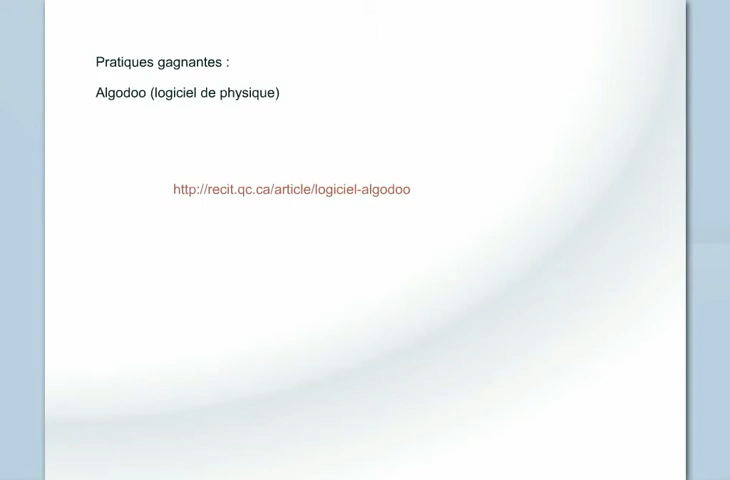 Pratiques gagnantes :
Algodoo (logiciel de physique)
http://recit.qc.ca/article/logiciel-algodoo